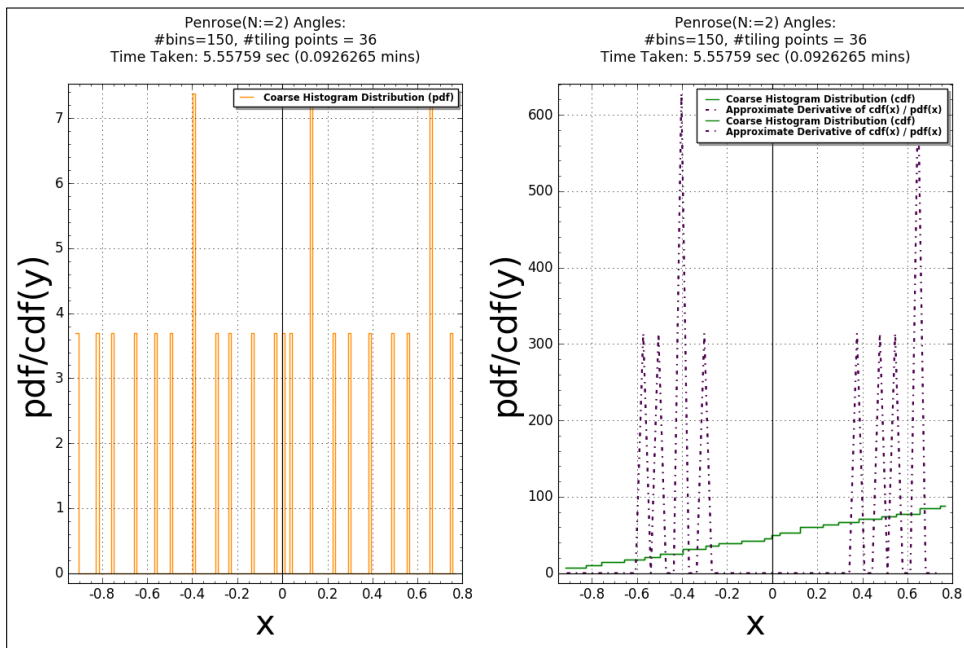 Penrose(N:=2) Angles:
#bins=150, #tiling points = 36
Time Taken: 5.55759 sec (0.0926265 mins)
Coarse Histogram Distribution (pdf)
7
6
5
4
3
2
1
0
-0.8 -0.6 -0.4 -0.2 0 0.2 0.4 0.6 0.8
x
pdf/cdf(y)
Penrose(N:=2) Angles:
#bins=150, #tiling points = 36
Time Taken: 5.55759 sec (0.0926265 mins)
Coarse Histogram Distribution (cdf)
Approximate Derivative of cdf(x) / pdf(x)
Coarse Histogram Distribution (cdf)
Approximate Derivative of cdf(x) / pdf(x)
600
500
400
300
200
100
0
-0.8 -0.6 -0.4 -0.2 0 0.2 0.4 0.6 0.8
x
pdf/cdf(y)